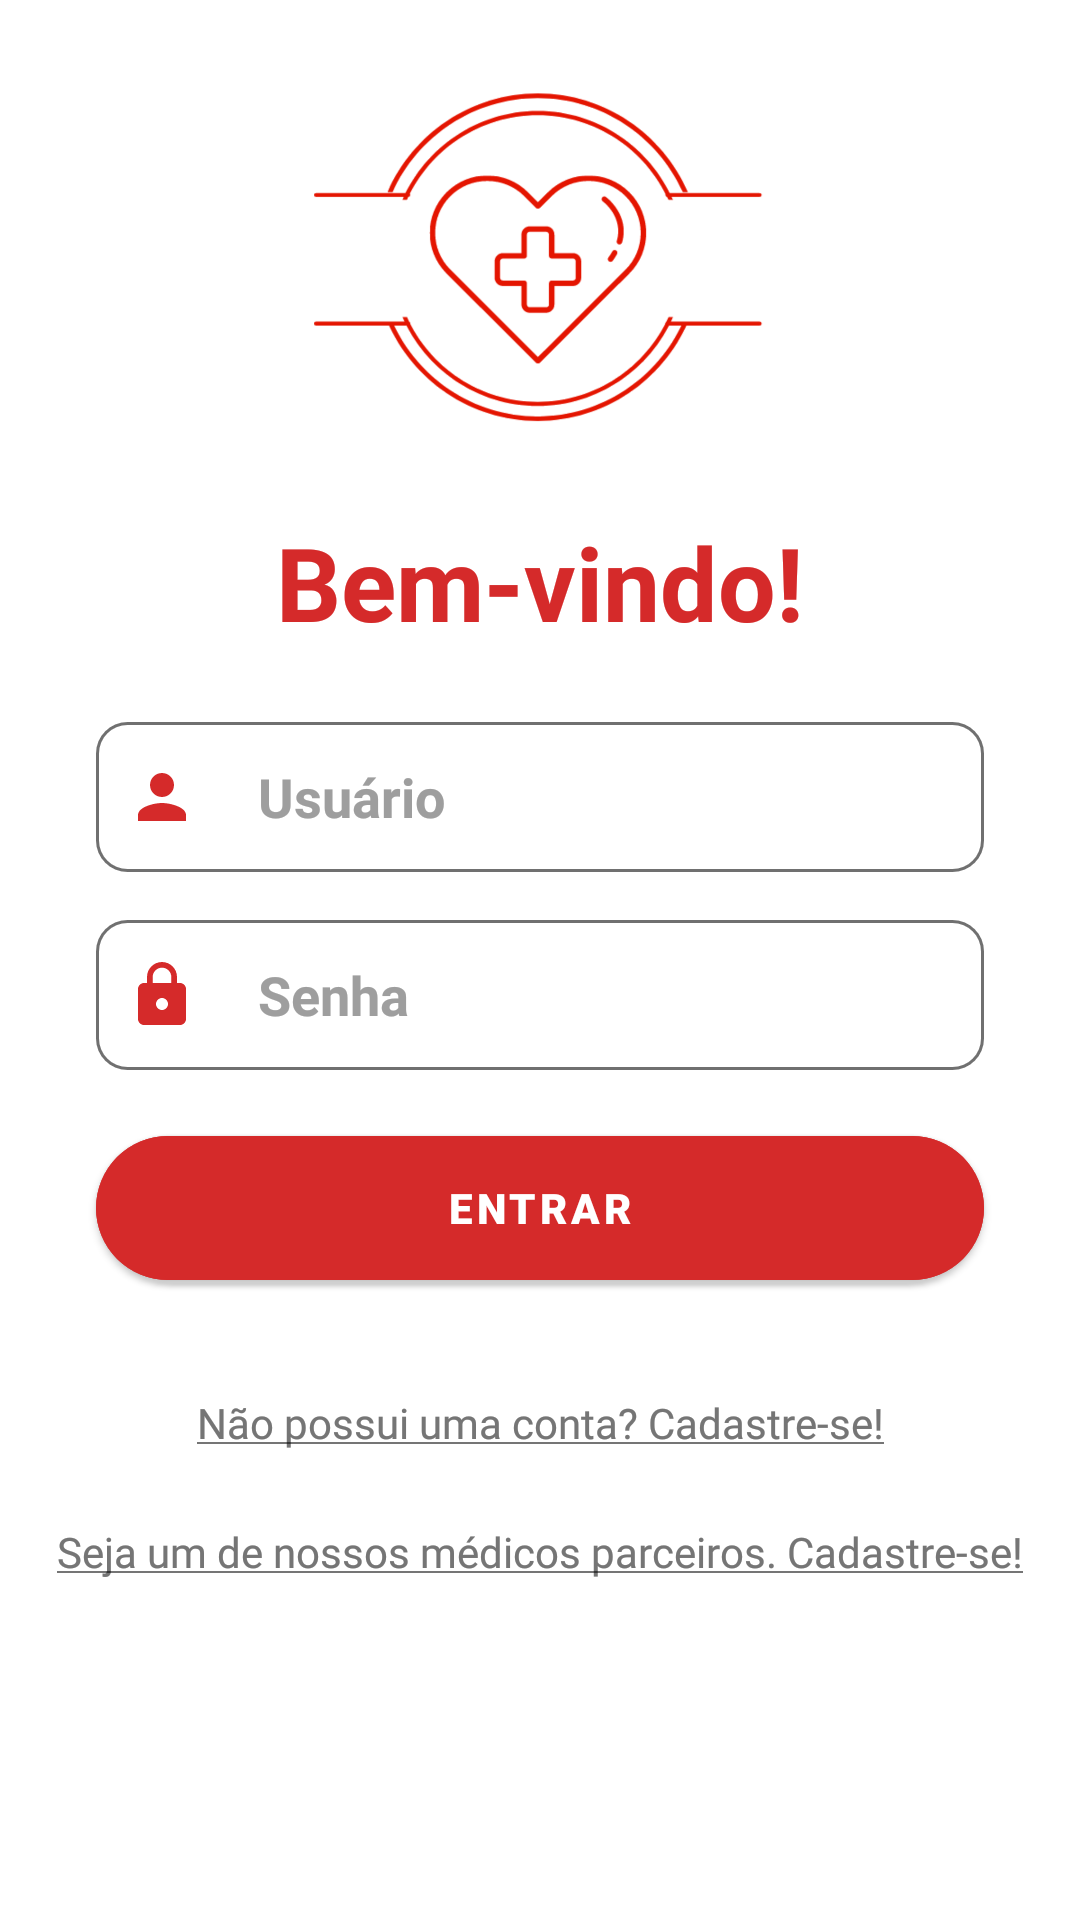 Bem-vindo!
Usuário
Senha
ENTRAR
Não possui uma conta? Cadastre-se!
Seja um de nossos médicos parceiros. Cadastre-se!